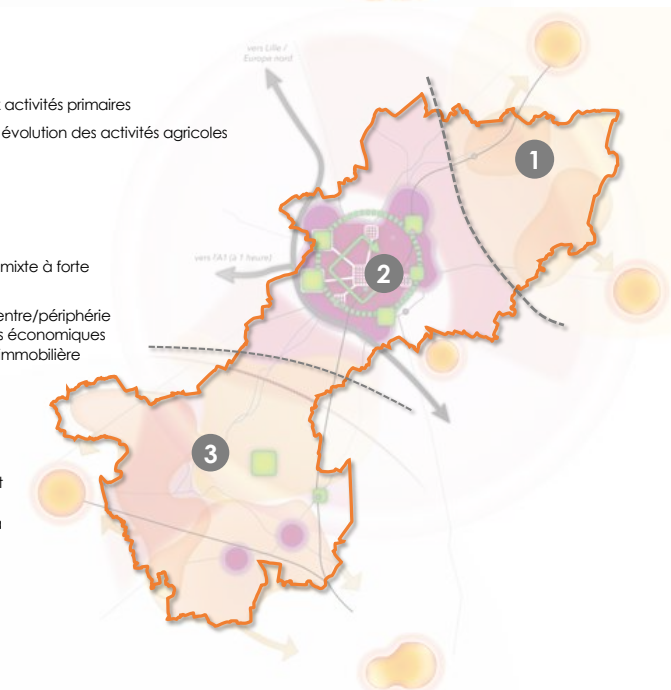 vers Lille /
Europe nord
activités primaires
évolution des activités agricoles
1
mixte à forte
vers l'A1 (à 1 heure)
2
entre/périphérie
s économiques
immobilière
3
t